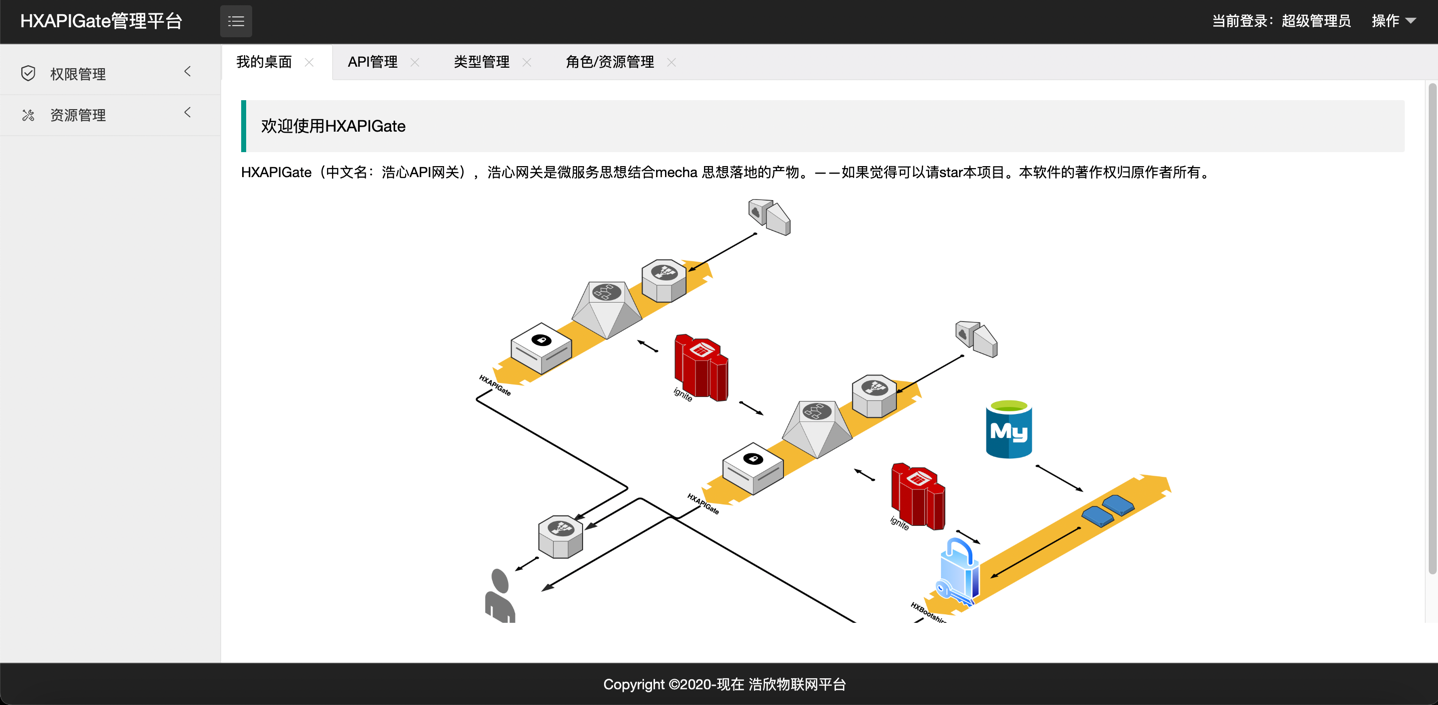 HXAPIGate管理平台
当前登录：超级管理员 操作
权限管理
资源管理
我的桌面 API管理 类型管理 角色/资源管理
欢迎使用HXAPIGate
HXAPIGate（中文名：浩心API网关），浩心网关是微服务思想结合mecha 思想落地的产物。——如果觉得可以请star本项目。本软件的著作权归原作者所有。
HXAPIGate
ignite
My
HXAPIGate
ignite
Copyright ©2020-现在 浩欣物联网平台